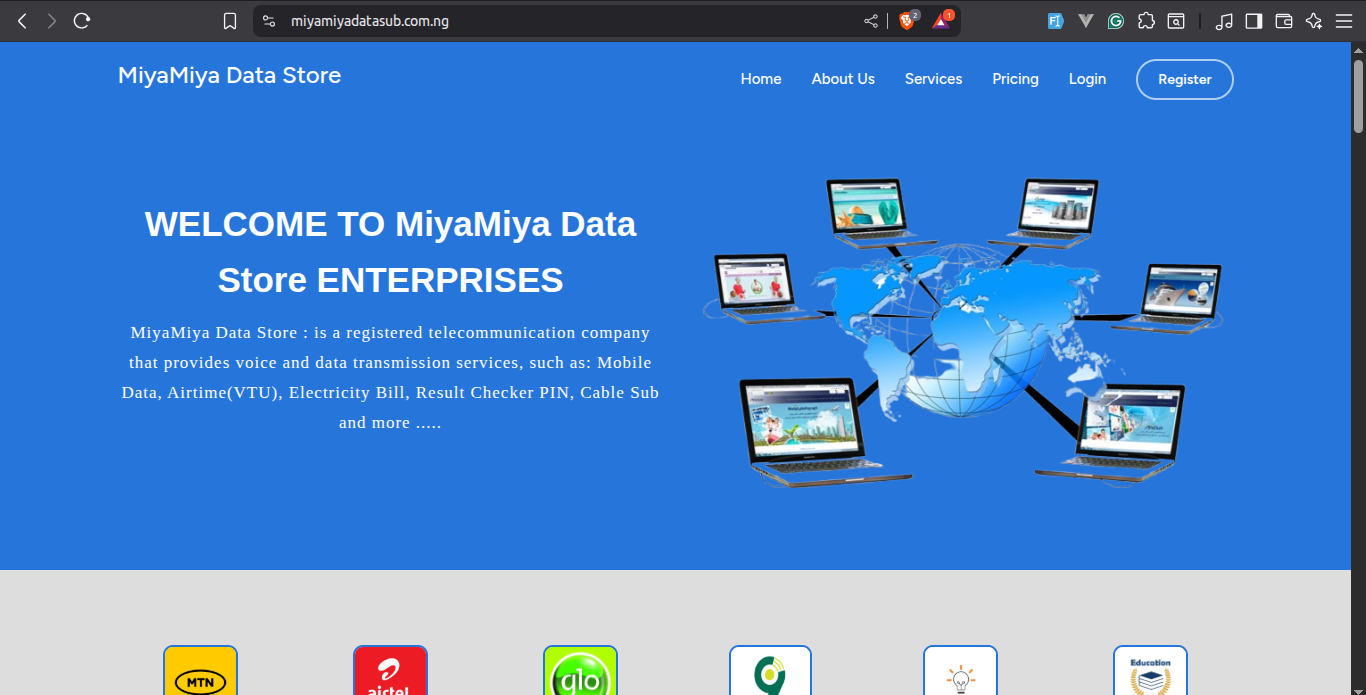 miyamiyadatasub.com.ng
2
1
MiyaMiya Data Store
Home
About Us
Services
Pricing
Login
Register
WELCOME TO MiyaMiya Data
Store ENTERPRISES
MiyaMiya Data Store : is a registered telecommunication company
that provides voice and data transmission services, such as: Mobile
Data, Airtime(VTU), Electricity Bill, Result Checker PIN, Cable Sub
and more .....
MTN
airtel
glo
Education